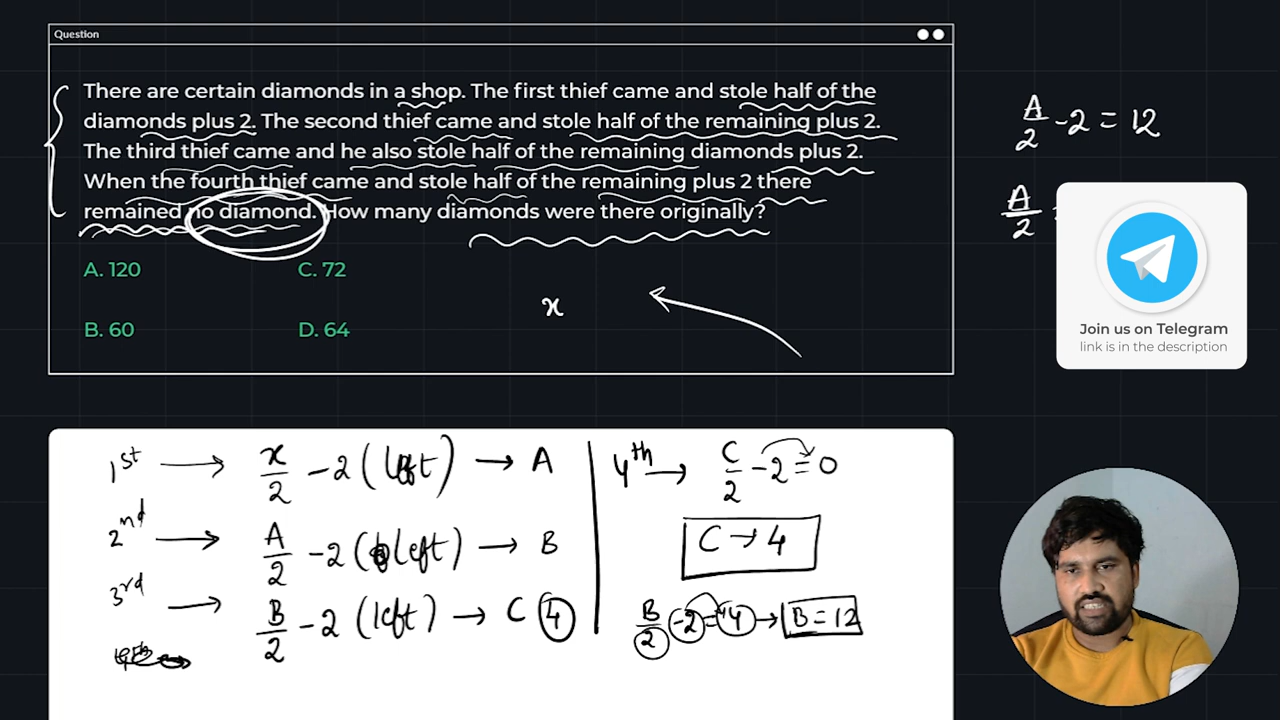 Question
There are certain diamonds in a shop. The first thief came and stole half of the
diamonds plus 2. The second thief came and stole half of the remaining plus 2.
The third thief came and he also stole half of the remaining diamonds plus 2.
When the fourth thief came and stole half of the remaining plus 2 there
remained no diamond. How many diamonds were there originally?
A. 120
C. 72
B. 60
D. 64
x
A/2 - 2 = 12
A/2 =
Join us on Telegram
link is in the description
1st → x/2 - 2 (left) → A
2nd → A/2 - 2 (left) → B
3rd → B/2 - 2 (left) → C 4
4th → C/2 - 2 = 0
C → 4
B/2 - 2 = 4 → B = 12